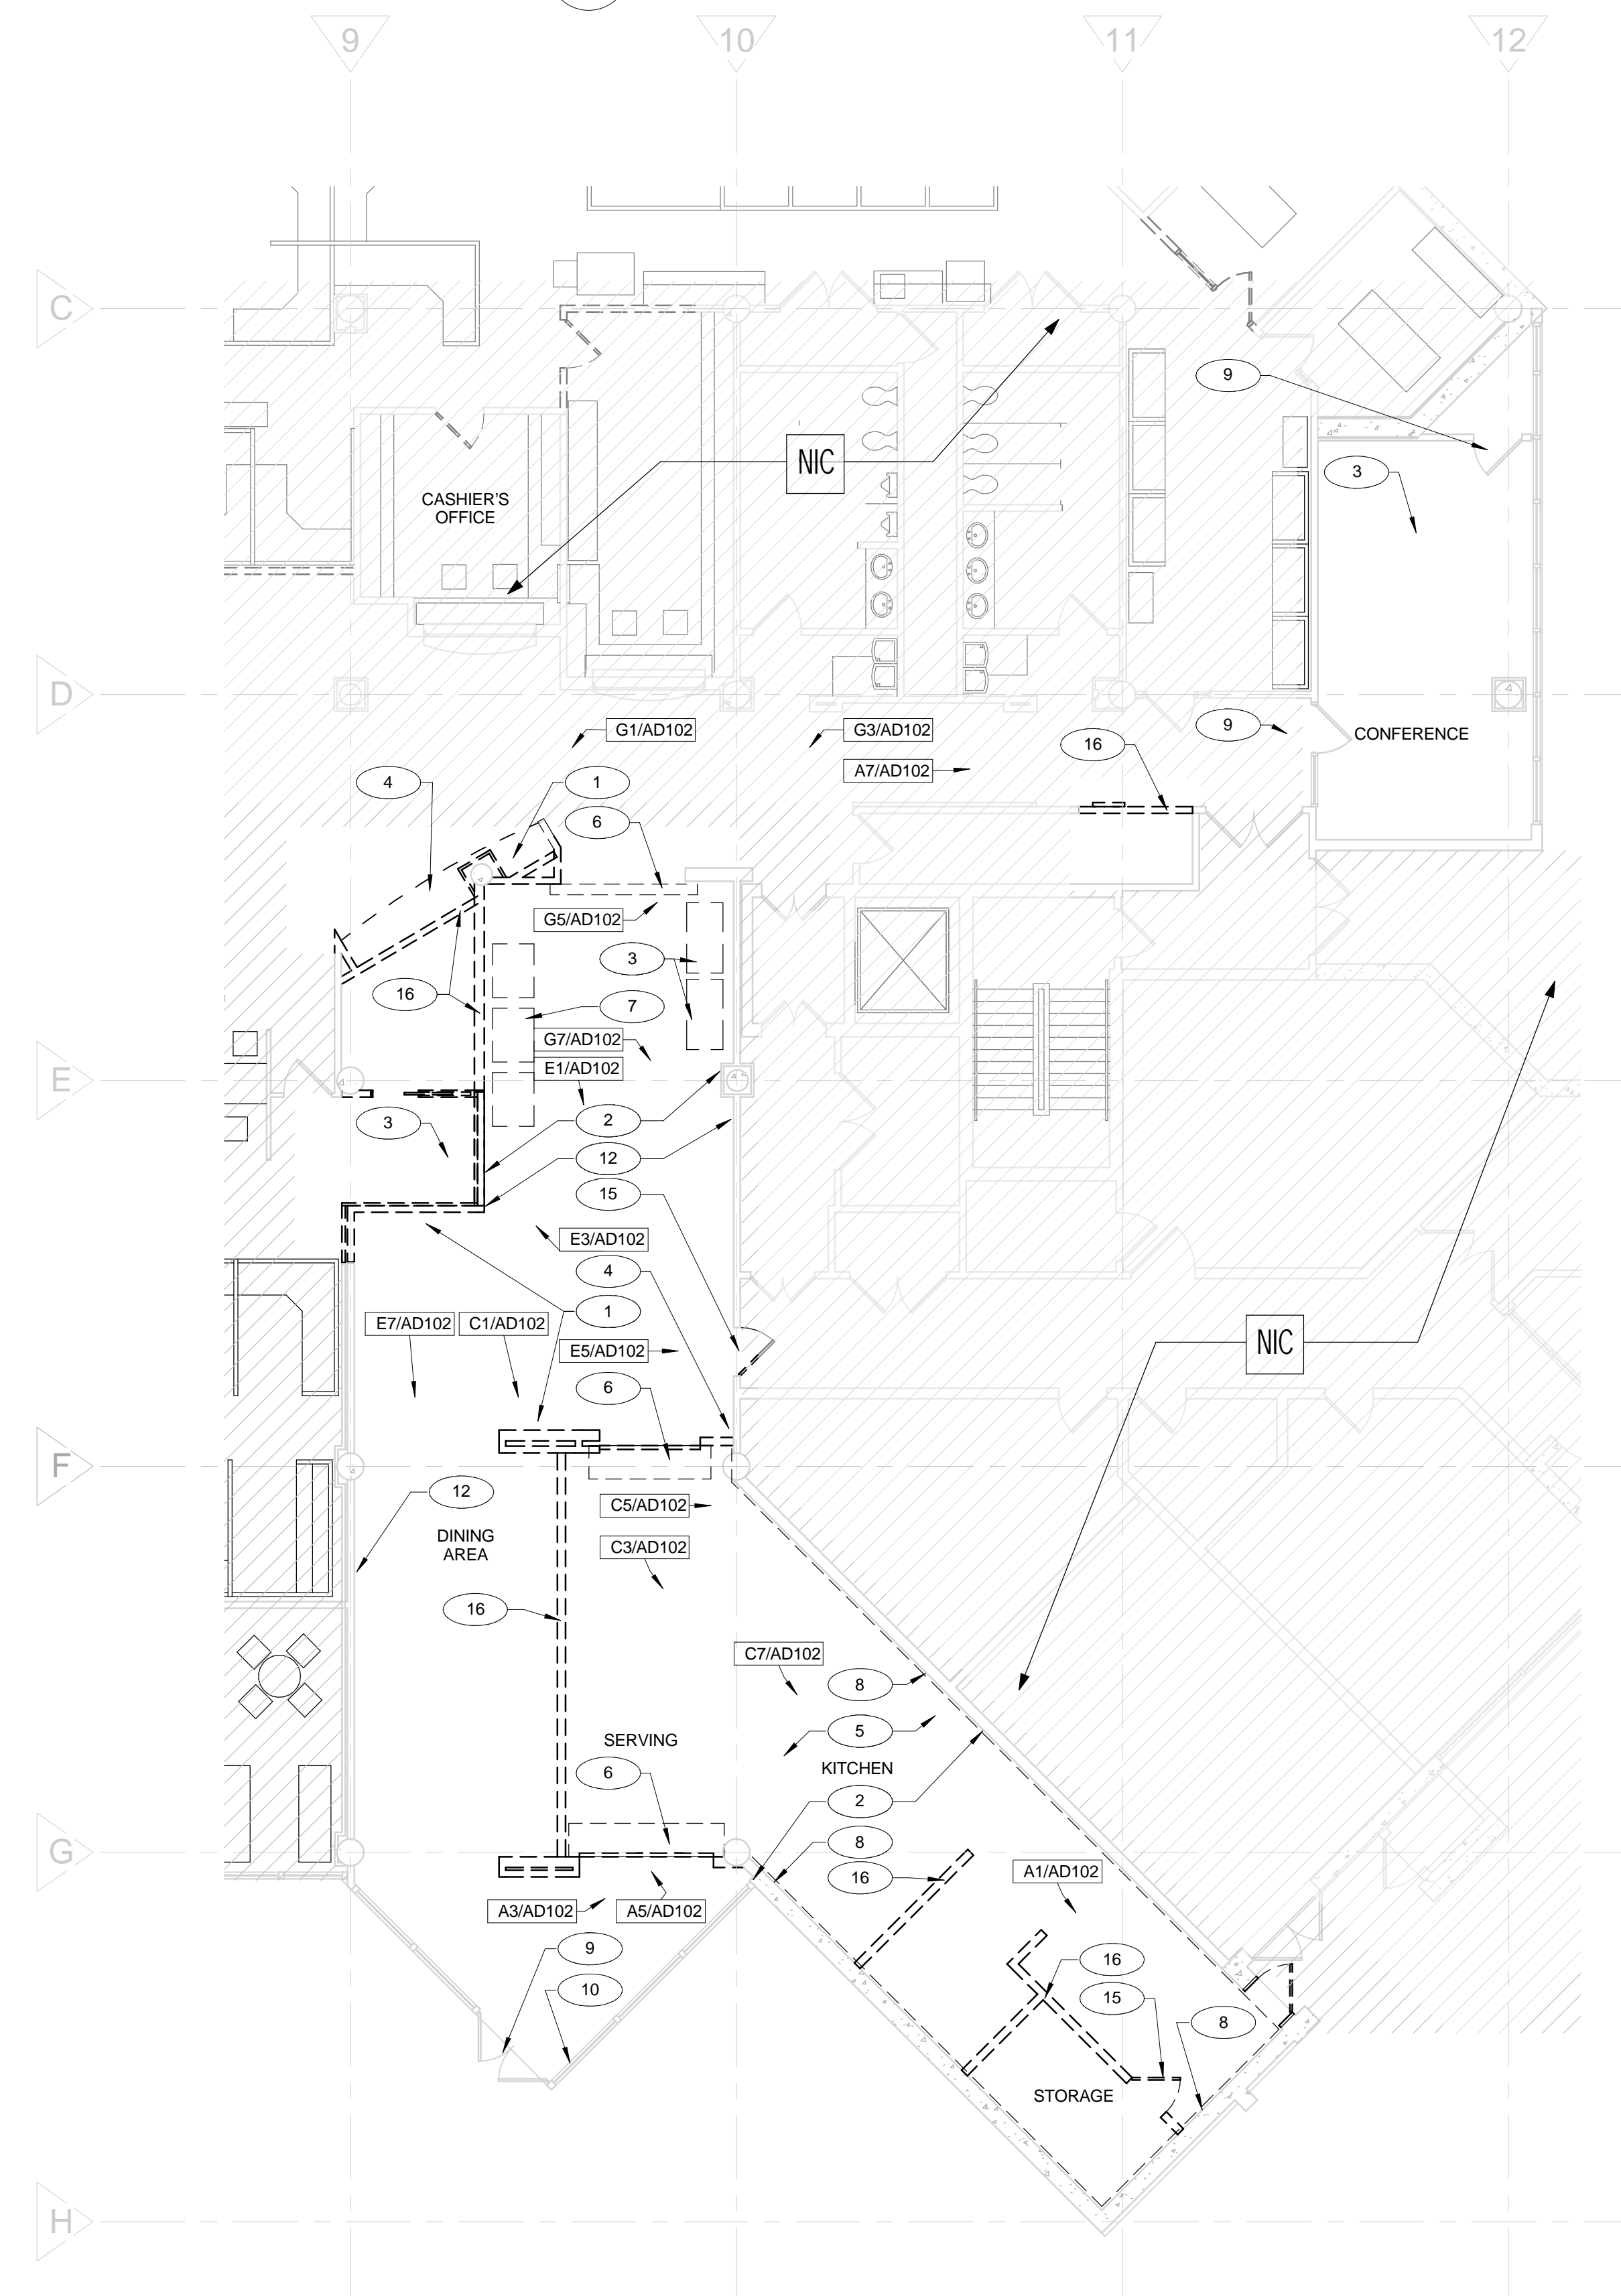 9
10
11
12
C
9
3
NIC
CASHIER'S
OFFICE
D
G1/AD102
G3/AD102
9
CONFERENCE
16
A7/AD102
4
1
6
G5/AD102
3
16
7
G7/AD102
E1/AD102
E
2
3
12
15
E3/AD102
4
1
E7/AD102
C1/AD102
E5/AD102
NIC
6
F
12
C5/AD102
DINING
AREA
C3/AD102
16
C7/AD102
8
5
SERVING
KITCHEN
6
2
8
G
16
A1/AD102
A3/AD102
A5/AD102
9
16
10
15
8
STORAGE
H